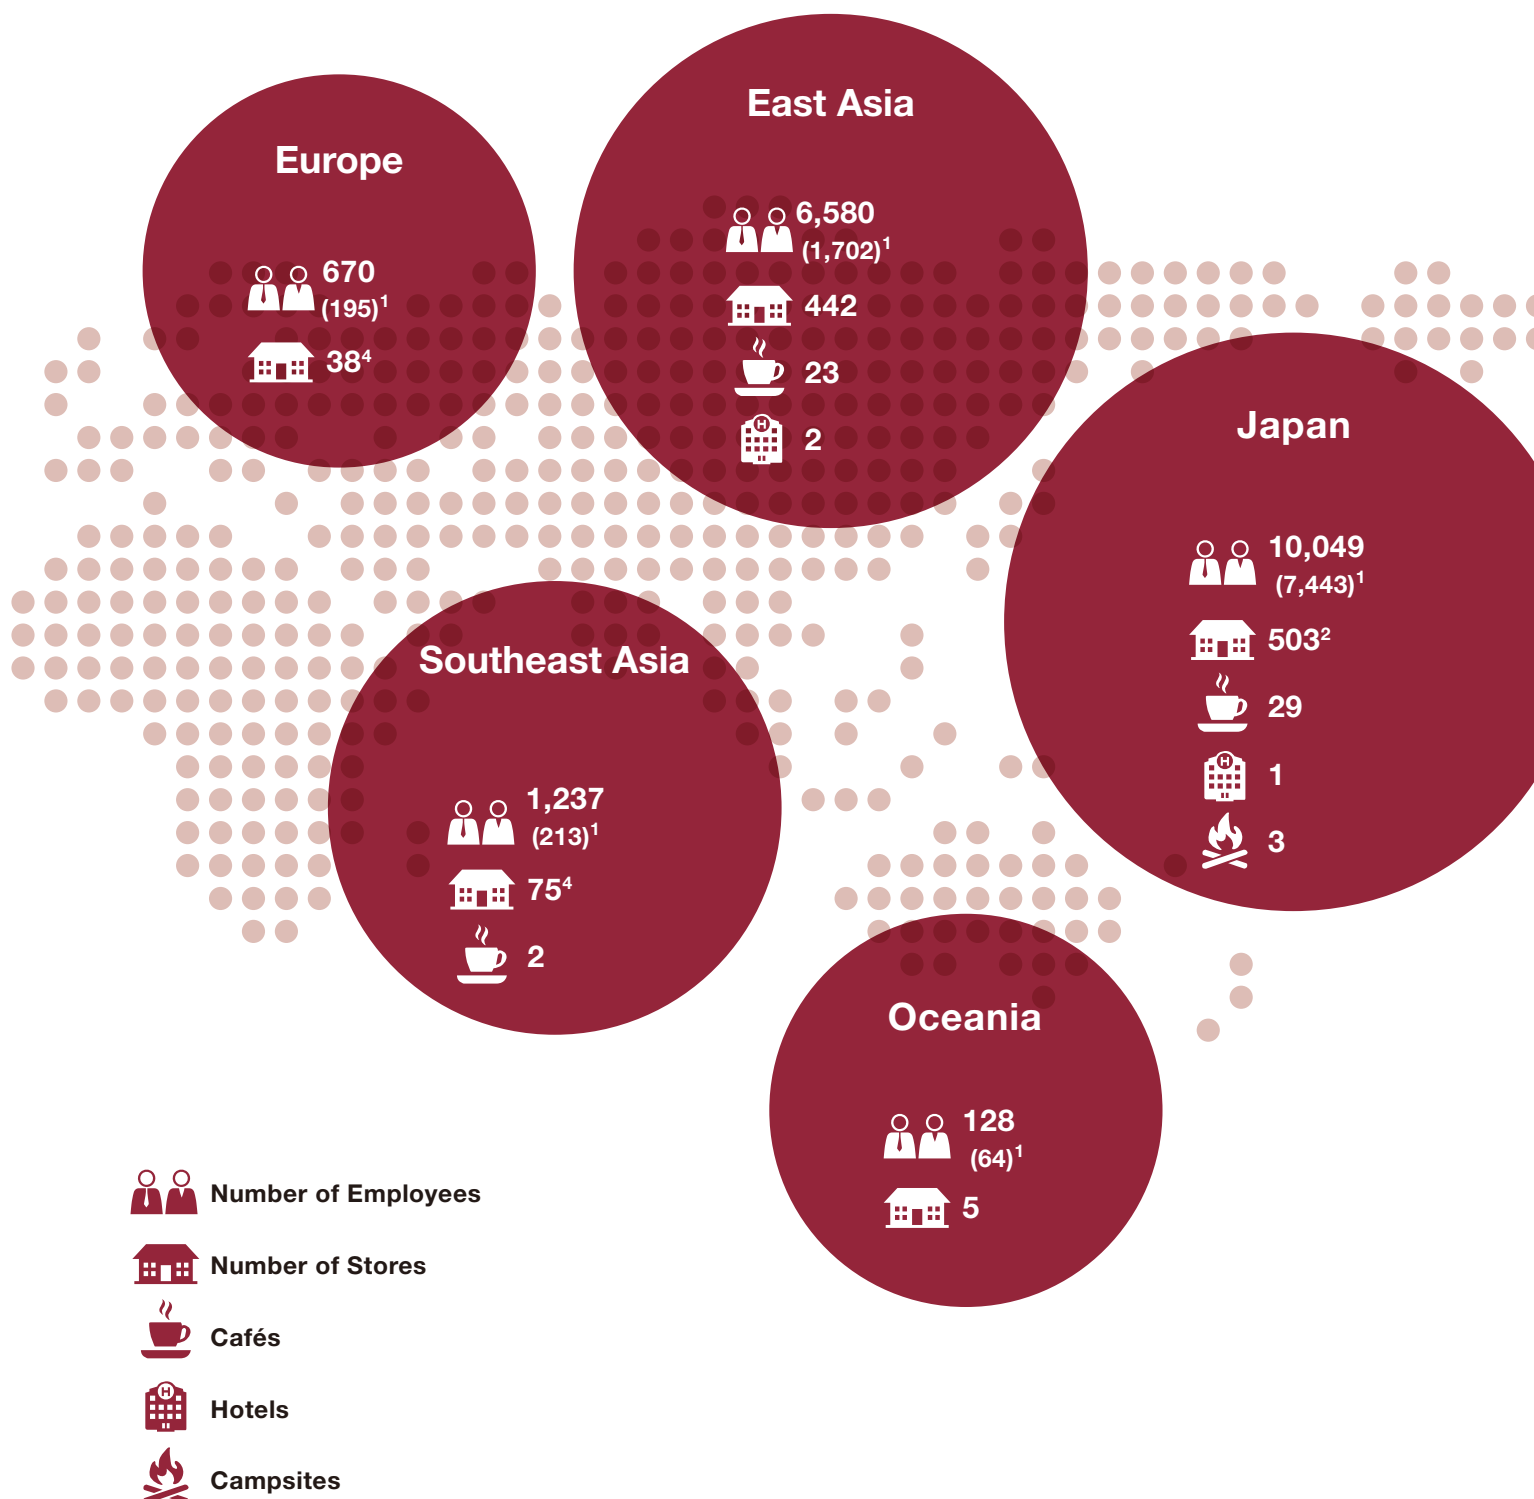 Europe
670
(195)¹
38⁴
East Asia
6,580
(1,702)¹
442
23
H 2
Japan
10,049
(7,443)¹
503²
29
H 1
3
Southeast Asia
1,237
(213)¹
75⁴
2
Oceania
128
(64)¹
5
Number of Employees
Number of Stores
Cafés
H Hotels
Campsites